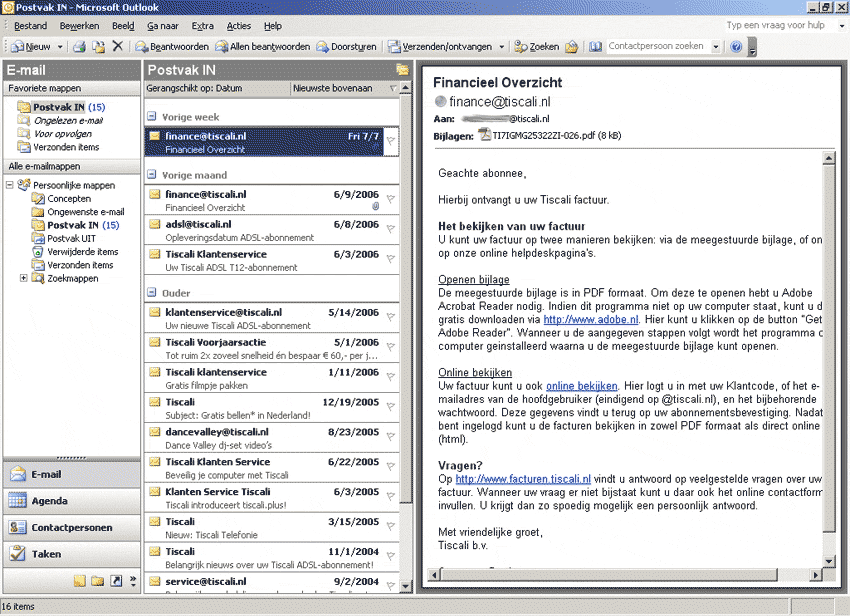 Postvak IN - Microsoft Outlook
Bestand Bewerken Beeld Ga naar Extra Acties Help
Typ een vraag voor hulp
Nieuw Beantwoorden Allen beantwoorden Doorsturen Verzenden/ontvangen Zoeken Contactpersoon zoeken
E-mail
Favoriete mappen
Postvak IN (15)
Ongelezen e-mail
Voor opvolgen
Verzonden items
Alle e-mailmappen
Persoonlijke mappen
Concepten
Ongewenste e-mail
Postvak IN (15)
Postvak UIT
Verwijderde items
Verzonden items
Zoekmappen
E-mail
Agenda
Contactpersonen
Taken
16 items
Postvak IN
Gerangschikt op: Datum Nieuwste bovenaan
Vorige week
finance@tiscali.nl Fri 7/7
Financieel Overzicht
Vorige maand
finance@tiscali.nl 6/9/2006
Financieel Overzicht
adsl@tiscali.nl 6/8/2006
Opleveringsdatum ADSL-abonnement
Tiscali Klantenservice 6/3/2006
Uw Tiscali ADSL T12-abonnement
Ouder
klantenservice@tiscali.nl 5/14/2006
Uw nieuwe Tiscali ADSL-abonnement
Tiscali Voorjaarsactie 5/1/2006
Tot ruim 2x zoveel snelheid én bespaar € 60,- per j...
Tiscali klantenservice 1/11/2006
Gratis filmpje pakken
Tiscali 12/19/2005
Subject: Gratis bellen* in Nederland!
dancevalley@tiscali.nl 8/23/2005
Dance Valley dj-set video's
Tiscali Klanten Service 6/22/2005
Beveilig je computer met Tiscali
Klanten Service Tiscali 6/3/2005
Tiscali introduceert tiscali.plus!
Tiscali 3/15/2005
Nieuw: Tiscali Telefonie
Tiscali 11/1/2004
Belangrijk nieuws over uw Tiscali ADSL-abonnement!
service@tiscali.nl 9/2/2004
Financieel Overzicht
finance@tiscali.nl
Aan: @tiscali.nl
Bijlagen: TI7IGMG25322ZI-026.pdf (8 kB)
Geachte abonnee,
Hierbij ontvangt u uw Tiscali factuur.
Het bekijken van uw factuur
U kunt uw factuur op twee manieren bekijken: via de meegestuurde bijlage, of on
op onze online helpdeskpagina's.
Openen bijlage
De meegestuurde bijlage is in PDF formaat. Om deze te openen hebt u Adobe
Acrobat Reader nodig. Indien dit programma niet op uw computer staat, kunt u d
gratis downloaden via http://www.adobe.nl. Hier kunt u klikken op de button "Get
Adobe Reader". Wanneer u de aangegeven stappen volgt wordt het programma o
computer geinstalleerd waarna u de meegestuurde bijlage kunt openen.
Online bekijken
Uw factuur kunt u ook online bekijken. Hier logt u in met uw Klantcode, of het e-
mailadres van de hoofdgebruiker (eindigend op @tiscali.nl), en het bijbehorende
wachtwoord. Deze gegevens vindt u terug op uw abonnementsbevestiging. Nadat
bent ingelogd kunt u de facturen bekijken in zowel PDF formaat als direct online
(html).
Vragen?
Op http://www.facturen.tiscali.nl vindt u antwoord op veelgestelde vragen over uw
factuur. Wanneer uw vraag er niet bijstaat kunt u daar ook het online contactform
invullen. U krijgt dan zo spoedig mogelijk een persoonlijk antwoord.
Met vriendelijke groet,
Tiscali b.v.